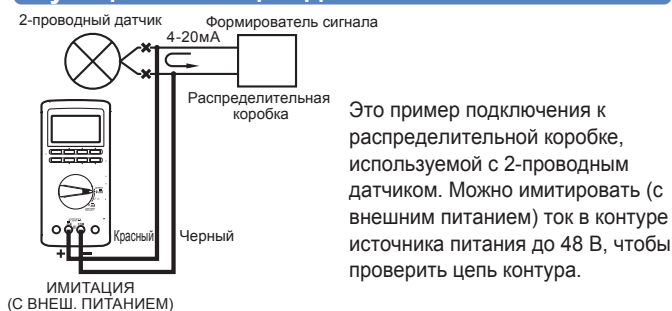 2-проводный датчик
Формирователь сигнала
4-20мА
Распределительная
коробка
Красный
Черный
+ −
ИМИТАЦИЯ
(С ВНЕШ. ПИТАНИЕМ)
Это пример подключения к
распределительной коробке,
используемой с 2-проводным
датчиком. Можно имитировать (с
внешним питанием) ток в контуре
источника питания до 48 В, чтобы
проверить цепь контура.